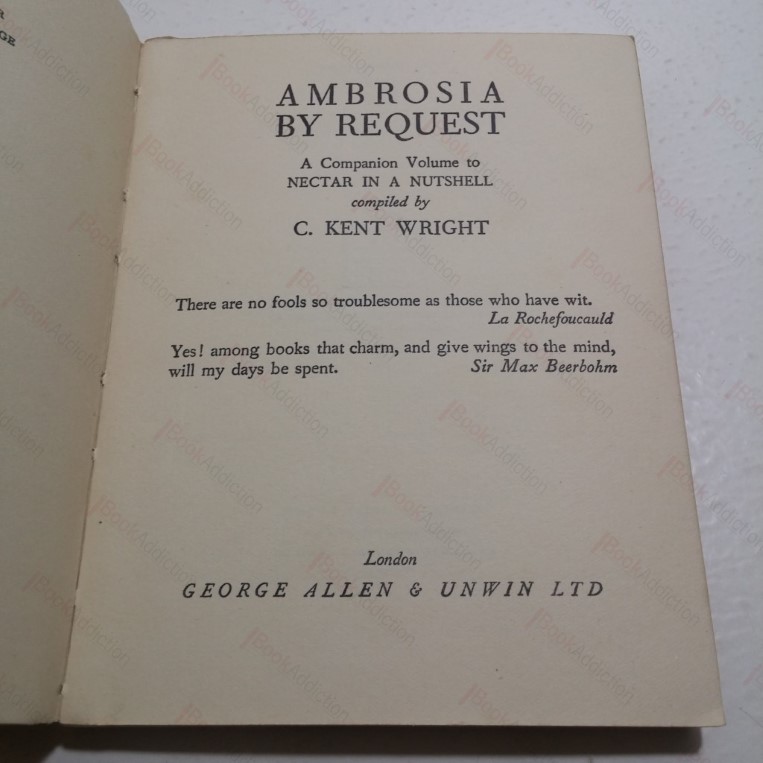 R
GE
AMBROSIA
BY REQUEST
A Companion Volume to
NECTAR IN A NUTSHELL
compiled by
C. KENT WRIGHT
There are no fools so troublesome as those who have wit.
La Rochefoucauld
Yes! among books that charm, and give wings to the mind,
will my days be spent. Sir Max Beerbohm
London
GEORGE ALLEN & UNWIN LTD
BookAddiction